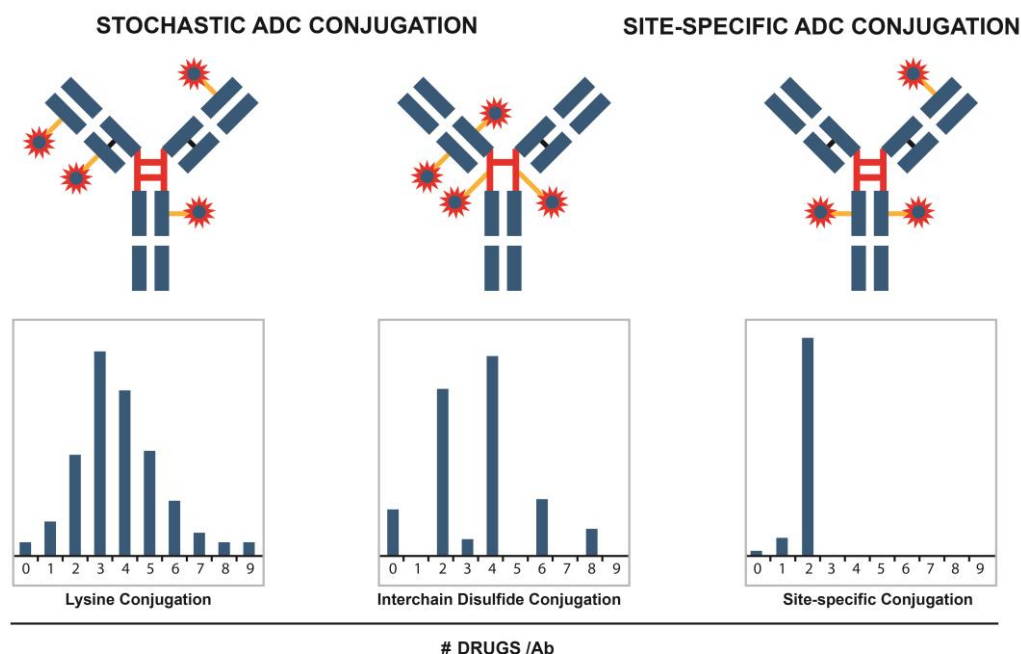 STOCHASTIC ADC CONJUGATION
SITE-SPECIFIC ADC CONJUGATION
0 1 2 3 4 5 6 7 8 9
Lysine Conjugation
0 1 2 3 4 5 6 7 8 9
Interchain Disulfide Conjugation
0 1 2 3 4 5 6 7 8 9
Site-specific Conjugation
# DRUGS /Ab